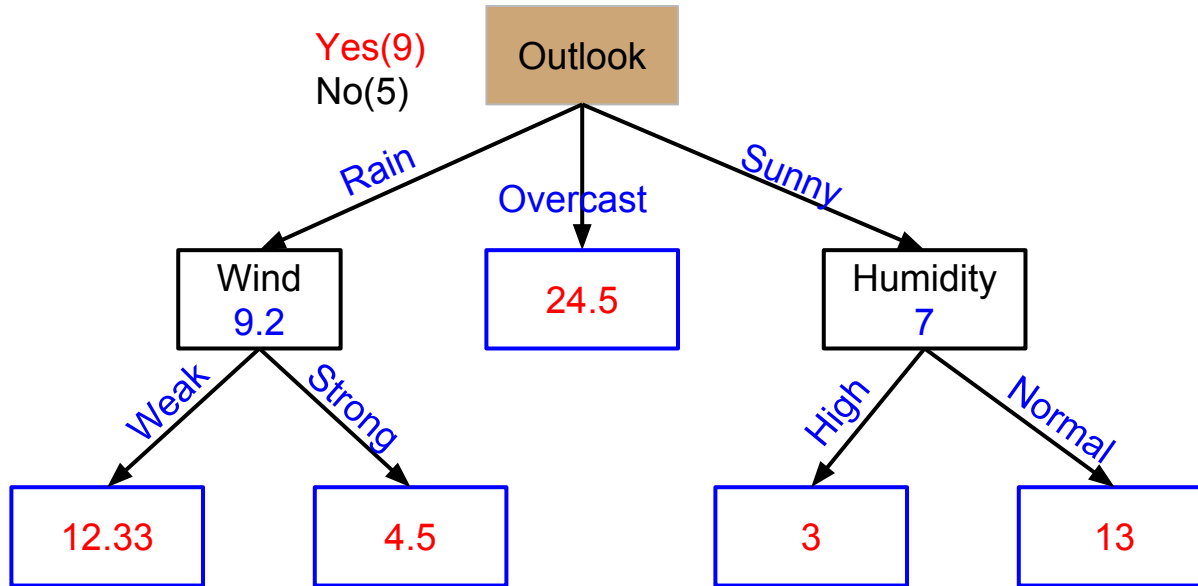 Yes(9)
No(5)
Outlook
Rain
Overcast
Sunny
Wind
9.2
24.5
Humidity
7
Weak
Strong
High
Normal
12.33
4.5
3
13